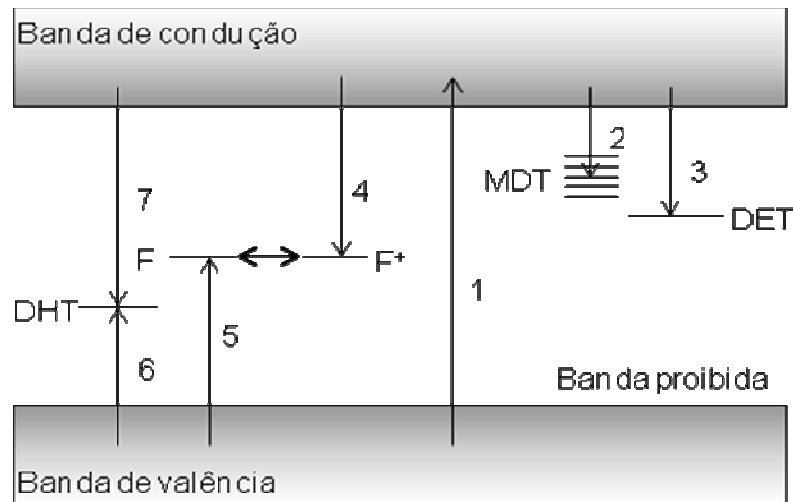 Banda de condução
2
MDT
3
7
4
DET
F
F⁺
1
DHT
5
6
Banda proibida
Banda de valência